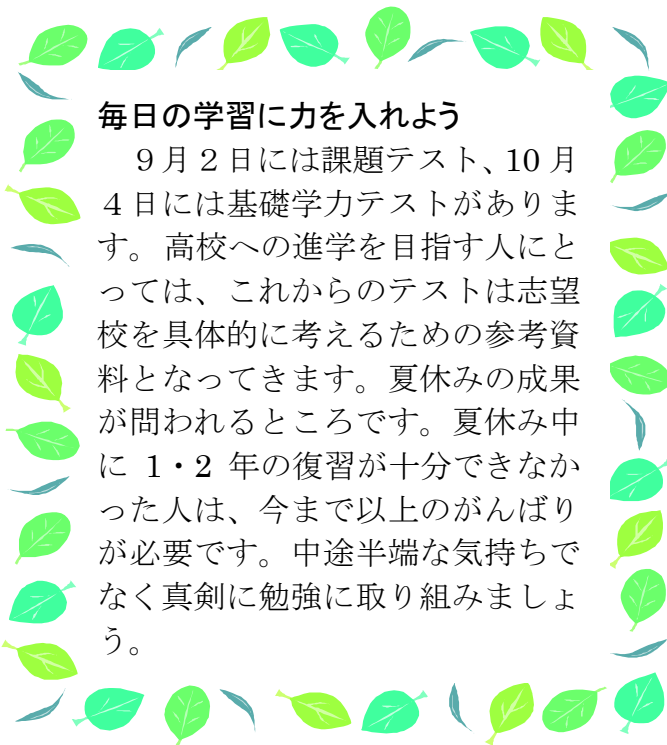 毎日の学習に力を入れよう
　９月２日には課題テスト、10 月
４日には基礎学力テストがありま
す。高校への進学を目指す人にと
っては、これからのテストは志望
校を具体的に考えるための参考資
料となってきます。夏休みの成果
が問われるところです。夏休み中
に 1・2 年の復習が十分できなか
った人は、今まで以上のがんばり
が必要です。中途半端な気持ちで
なく真剣に勉強に取り組みましょ
う。